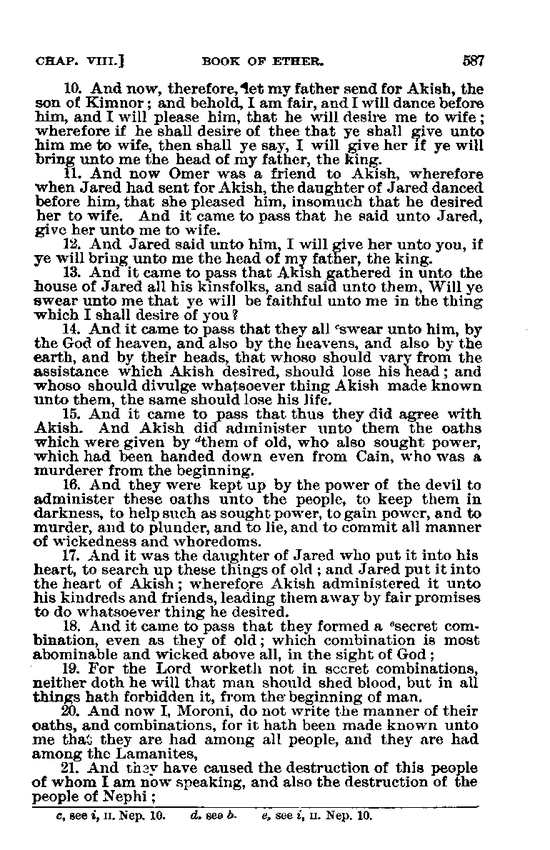 CHAP. VIII.] BOOK OF ETHER. 587
10. And now, therefore, let my father send for Akish, the
son of Kimnor; and behold, I am fair, and I will dance before
him, and I will please him, that he will desire me to wife;
wherefore if he shall desire of thee that ye shall give unto
him me to wife, then shall ye say, I will give her if ye will
bring unto me the head of my father, the king.
11. And now Omer was a friend to Akish, wherefore
when Jared had sent for Akish, the daughter of Jared danced
before him, that she pleased him, insomuch that he desired
her to wife. And it came to pass that he said unto Jared,
give her unto me to wife.
12. And Jared said unto him, I will give her unto you, if
ye will bring unto me the head of my father, the king.
13. And it came to pass that Akish gathered in unto the
house of Jared all his kinsfolks, and said unto them, Will ye
swear unto me that ye will be faithful unto me in the thing
which I shall desire of you?
14. And it came to pass that they all ᶜswear unto him, by
the God of heaven, and also by the heavens, and also by the
earth, and by their heads, that whoso should vary from the
assistance which Akish desired, should lose his head; and
whoso should divulge whatsoever thing Akish made known
unto them, the same should lose his life.
15. And it came to pass that thus they did agree with
Akish. And Akish did administer unto them the oaths
which were given by ᵈthem of old, who also sought power,
which had been handed down even from Cain, who was a
murderer from the beginning.
16. And they were kept up by the power of the devil to
administer these oaths unto the people, to keep them in
darkness, to help such as sought power, to gain power, and to
murder, and to plunder, and to lie, and to commit all manner
of wickedness and whoredoms.
17. And it was the daughter of Jared who put it into his
heart, to search up these things of old; and Jared put it into
the heart of Akish; wherefore Akish administered it unto
his kindreds and friends, leading them away by fair promises
to do whatsoever thing he desired.
18. And it came to pass that they formed a ᵉsecret com-
bination, even as they of old; which combination is most
abominable and wicked above all, in the sight of God;
19. For the Lord worketh not in secret combinations,
neither doth he will that man should shed blood, but in all
things hath forbidden it, from the beginning of man.
20. And now I, Moroni, do not write the manner of their
oaths, and combinations, for it hath been made known unto
me that they are had among all people, and they are had
among the Lamanites,
21. And they have caused the destruction of this people
of whom I am now speaking, and also the destruction of the
people of Nephi;
c, see i, II. Nep. 10. d, see b. e, see i, II. Nep. 10.